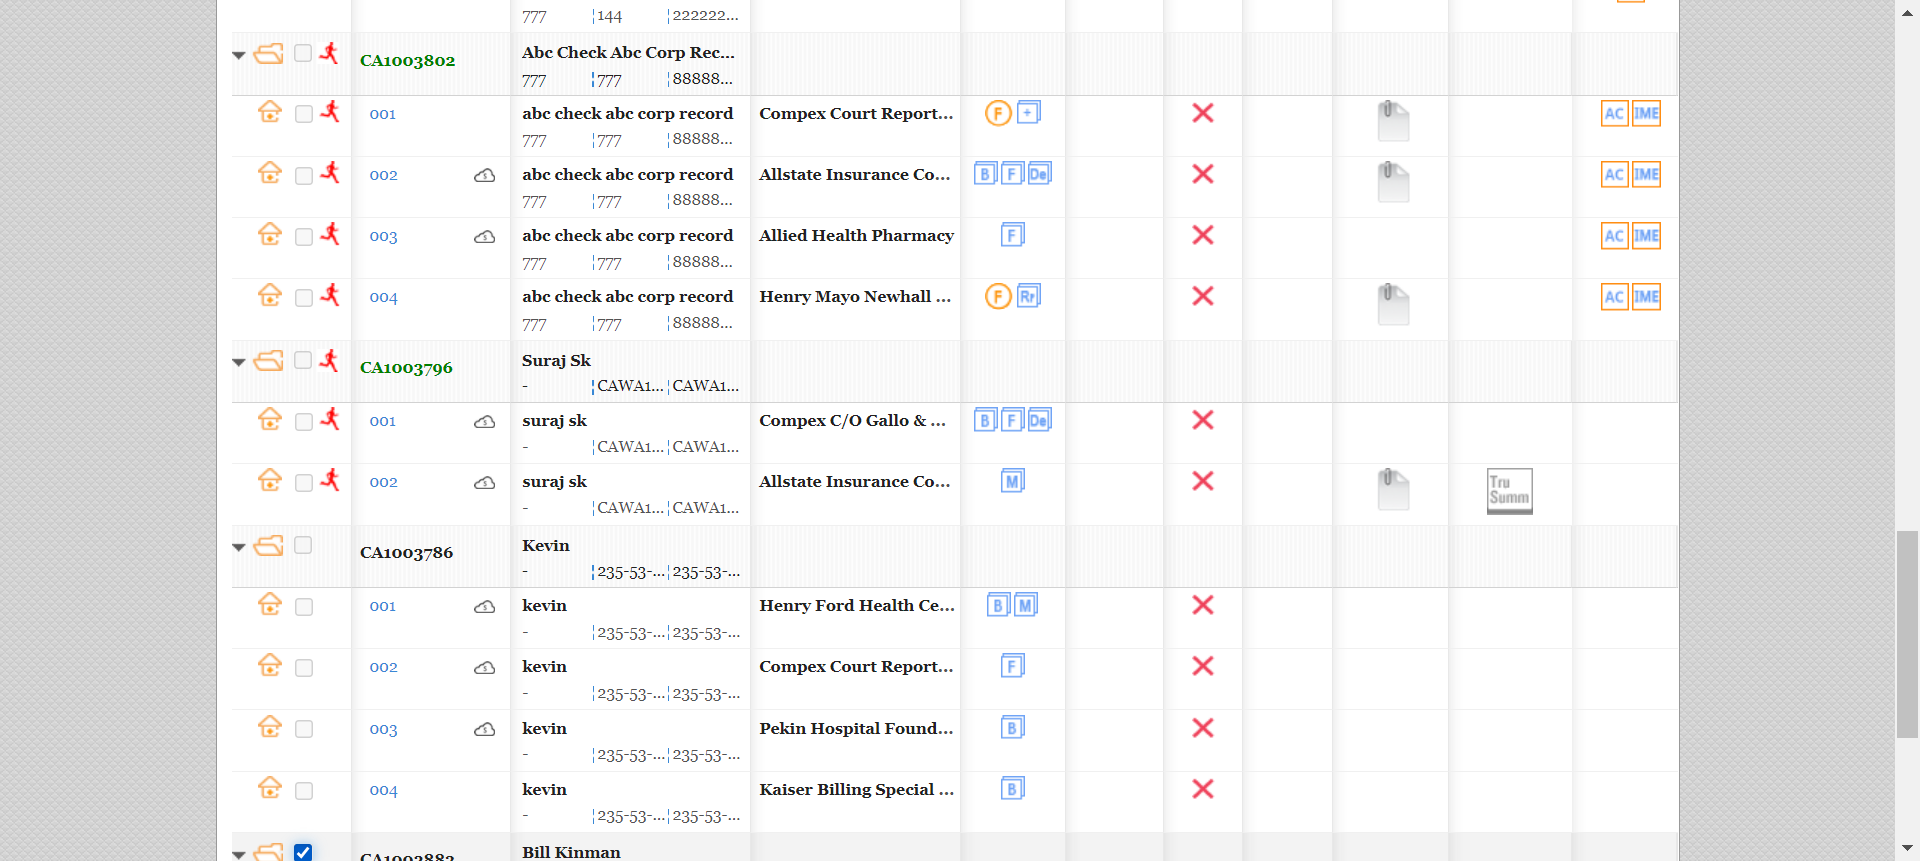 777 ¦144 ¦222222...
CA1003802 Abc Check Abc Corp Rec...
777 ¦777 ¦88888...
001 abc check abc corp record Compex Court Report... F + AC IME
777 ¦777 ¦88888...
002 abc check abc corp record Allstate Insurance Co... B F De AC IME
777 ¦777 ¦88888...
003 abc check abc corp record Allied Health Pharmacy F AC IME
777 ¦777 ¦88888...
004 abc check abc corp record Henry Mayo Newhall ... F Rr AC IME
777 ¦777 ¦88888...
CA1003796 Suraj Sk
- ¦CAWA1... ¦CAWA1...
001 suraj sk Compex C/O Gallo & ... B F De
- ¦CAWA1... ¦CAWA1...
002 suraj sk Allstate Insurance Co... M Tru Summ
- ¦CAWA1... ¦CAWA1...
CA1003786 Kevin
- ¦235-53-... ¦235-53-...
001 kevin Henry Ford Health Ce... B M
- ¦235-53-... ¦235-53-...
002 kevin Compex Court Report... F
- ¦235-53-... ¦235-53-...
003 kevin Pekin Hospital Found... B
- ¦235-53-... ¦235-53-...
004 kevin Kaiser Billing Special ... B
- ¦235-53-... ¦235-53-...
Bill Kinman